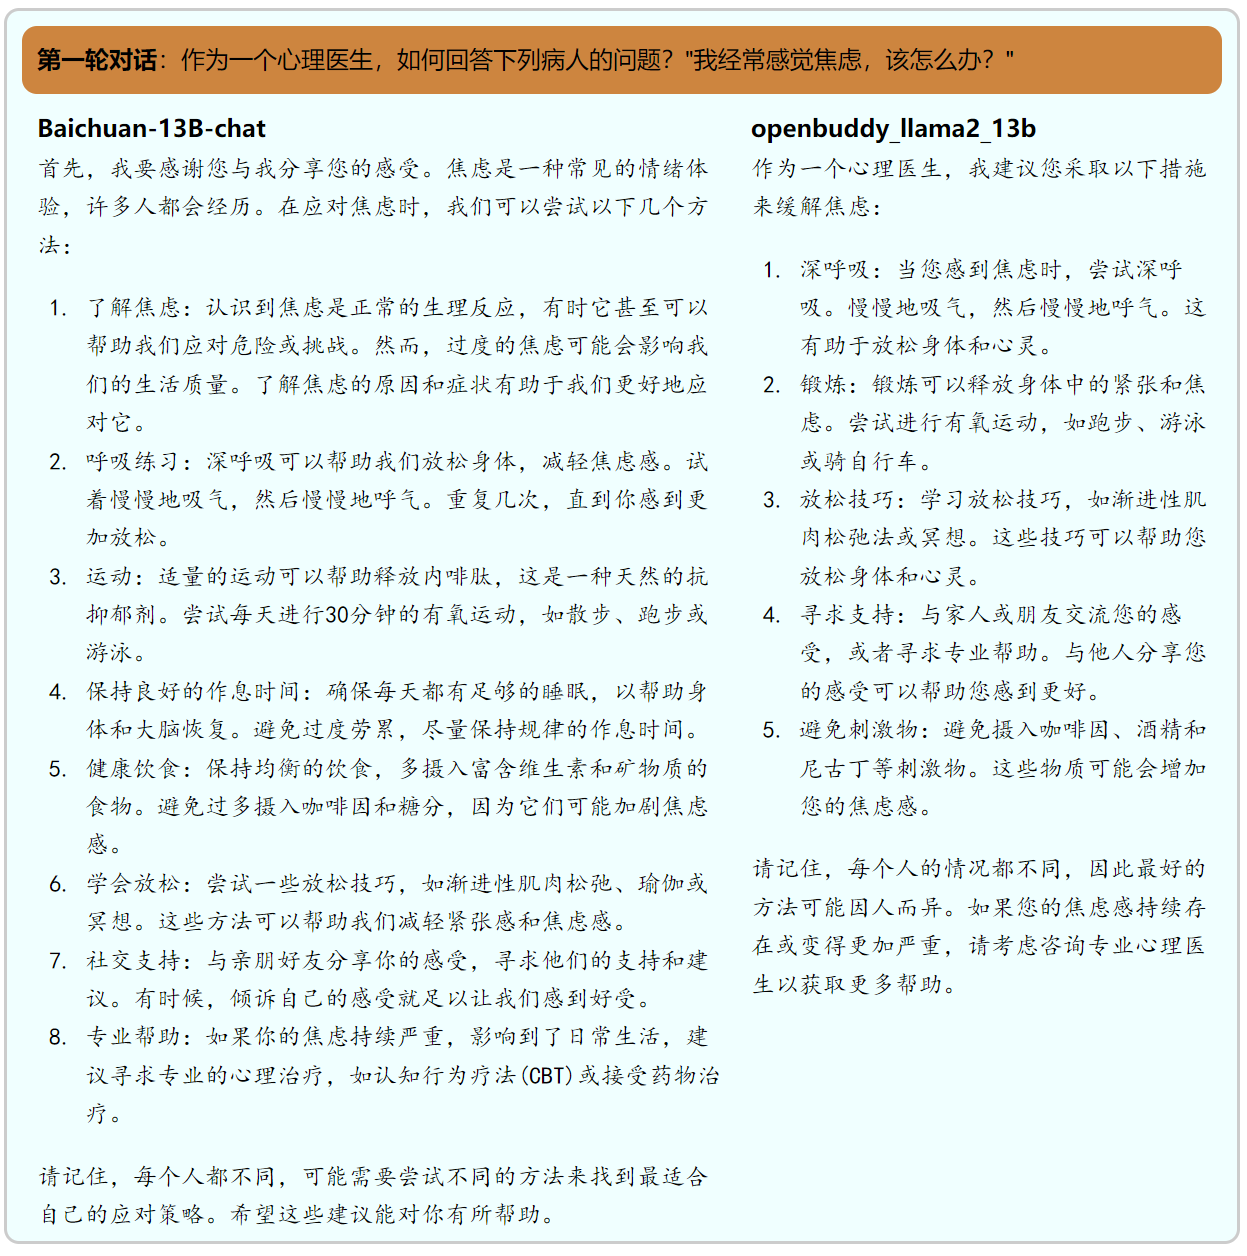 第一轮对话：作为一个心理医生，如何回答下列病人的问题？"我经常感觉焦虑，该怎么办？"
Baichuan-13B-chat
首先，我要感谢您与我分享您的感受。焦虑是一种常见的情绪体
验，许多人都会经历。在应对焦虑时，我们可以尝试以下几个方
法：
1. 了解焦虑：认识到焦虑是正常的生理反应，有时它甚至可以
帮助我们应对危险或挑战。然而，过度的焦虑可能会影响我
们的生活质量。了解焦虑的原因和症状有助于我们更好地应
对它。
2. 呼吸练习：深呼吸可以帮助我们放松身体，减轻焦虑感。试
着慢慢地吸气，然后慢慢地呼气。重复几次，直到你感到更
加放松。
3. 运动：适量的运动可以帮助释放内啡肽，这是一种天然的抗
抑郁剂。尝试每天进行30分钟的有氧运动，如散步、跑步或
游泳。
4. 保持良好的作息时间：确保每天都有足够的睡眠，以帮助身
体和大脑恢复。避免过度劳累，尽量保持规律的作息时间。
5. 健康饮食：保持均衡的饮食，多摄入富含维生素和矿物质的
食物。避免过多摄入咖啡因和糖分，因为它们可能加剧焦虑
感。
6. 学会放松：尝试一些放松技巧，如渐进性肌肉松弛、瑜伽或
冥想。这些方法可以帮助我们减轻紧张感和焦虑感。
7. 社交支持：与亲朋好友分享你的感受，寻求他们的支持和建
议。有时候，倾诉自己的感受就足以让我们感到好受。
8. 专业帮助：如果你的焦虑持续严重，影响到了日常生活，建
议寻求专业的心理治疗，如认知行为疗法(CBT)或接受药物治
疗。
请记住，每个人都不同，可能需要尝试不同的方法来找到最适合
自己的应对策略。希望这些建议能对你有所帮助。
openbuddy_llama2_13b
作为一个心理医生，我建议您采取以下措施
来缓解焦虑：
1. 深呼吸：当您感到焦虑时，尝试深呼
吸。慢慢地吸气，然后慢慢地呼气。这
有助于放松身体和心灵。
2. 锻炼：锻炼可以释放身体中的紧张和焦
虑。尝试进行有氧运动，如跑步、游泳
或骑自行车。
3. 放松技巧：学习放松技巧，如渐进性肌
肉松弛法或冥想。这些技巧可以帮助您
放松身体和心灵。
4. 寻求支持：与家人或朋友交流您的感
受，或者寻求专业帮助。与他人分享您
的感受可以帮助您感到更好。
5. 避免刺激物：避免摄入咖啡因、酒精和
尼古丁等刺激物。这些物质可能会增加
您的焦虑感。
请记住，每个人的情况都不同，因此最好的
方法可能因人而异。如果您的焦虑感持续存
在或变得更加严重，请考虑咨询专业心理医
生以获取更多帮助。